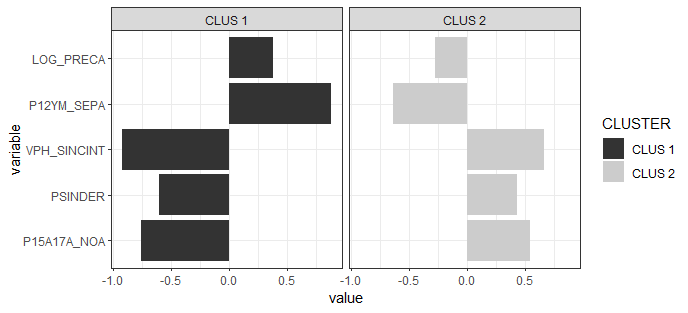 CLUS 1
CLUS 2
LOG_PRECA
P12YM_SEPA
VPH_SINCINT
PSINDER
P15A17A_NOA
variable
-1.0 -0.5 0.0 0.5
-1.0 -0.5 0.0 0.5
value
CLUSTER
CLUS 1
CLUS 2